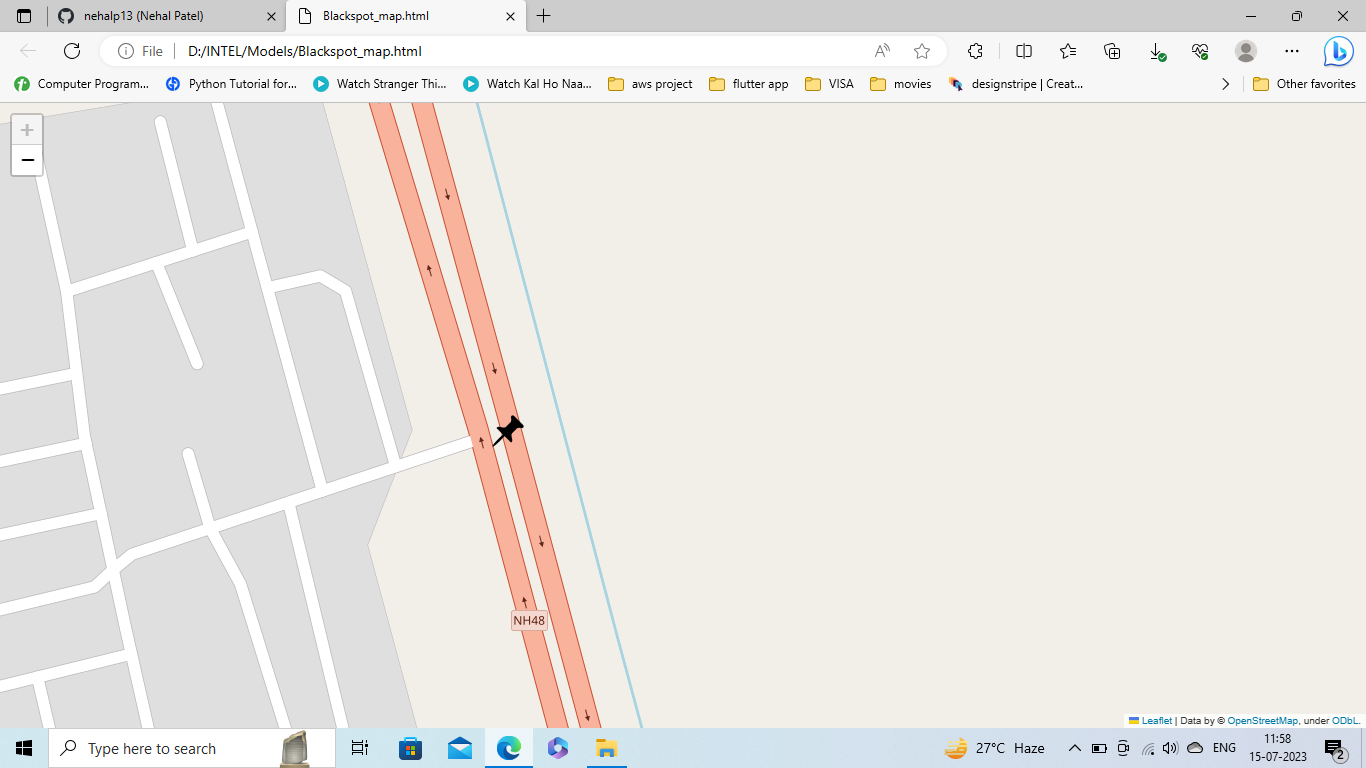 nehalp13 (Nehal Patel)
Blackspot_map.html
File
D:/INTEL/Models/Blackspot_map.html
Computer Program...
Python Tutorial for...
Watch Stranger Thi...
Watch Kal Ho Naa...
aws project
flutter app
VISA
movies
designstripe | Creat...
Other favorites
+
−
NH48
Leaflet | Data by © OpenStreetMap, under ODbL.
Type here to search
27°C Haze
ENG
11:58
15-07-2023
2